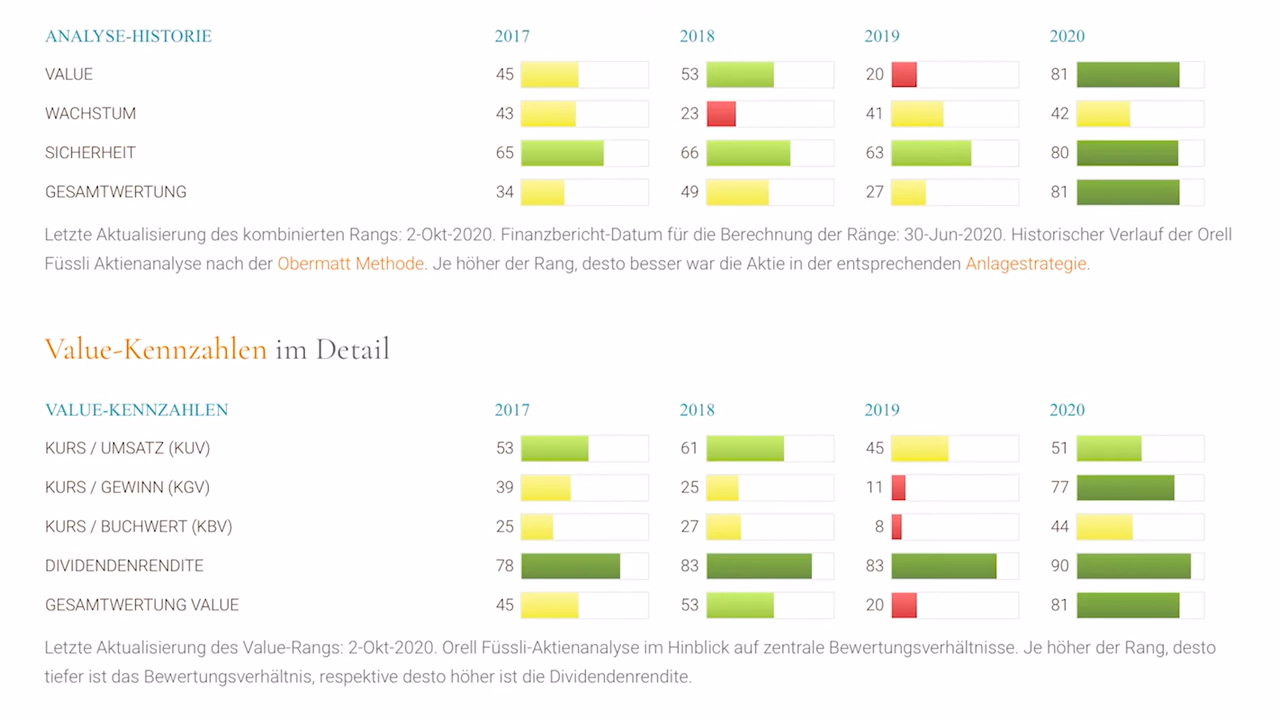 ANALYSE-HISTORIE 2017 2018 2019 2020
VALUE 45 53 20 81
WACHSTUM 43 23 41 42
SICHERHEIT 65 66 63 80
GESAMTWERTUNG 34 49 27 81
Letzte Aktualisierung des kombinierten Rangs: 2-Okt-2020. Finanzbericht-Datum für die Berechnung der Ränge: 30-Jun-2020. Historischer Verlauf der Orell
Füssli Aktienanalyse nach der Obermatt Methode. Je höher der Rang, desto besser war die Aktie in der entsprechenden Anlagestrategie.
Value-Kennzahlen im Detail
VALUE-KENNZAHLEN 2017 2018 2019 2020
KURS / UMSATZ (KUV) 53 61 45 51
KURS / GEWINN (KGV) 39 25 11 77
KURS / BUCHWERT (KBV) 25 27 8 44
DIVIDENDENRENDITE 78 83 83 90
GESAMTWERTUNG VALUE 45 53 20 81
Letzte Aktualisierung des Value-Rangs: 2-Okt-2020. Orell Füssli-Aktienanalyse im Hinblick auf zentrale Bewertungsverhältnisse. Je höher der Rang, desto
tiefer ist das Bewertungsverhältnis, respektive desto höher ist die Dividendenrendite.